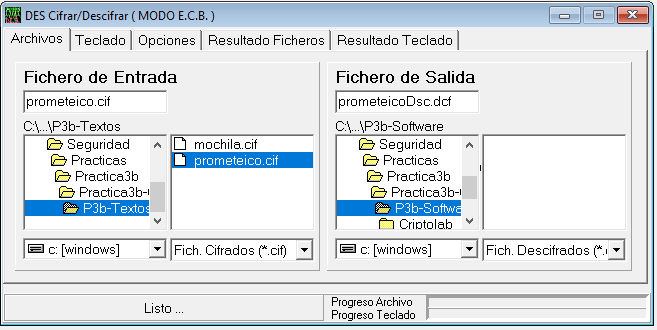 DES Cifrar/Descifrar ( MODO E.C.B. )
Archivos Teclado Opciones Resultado Ficheros Resultado Teclado
Fichero de Entrada
prometeico.cif
C:\...\P3b-Textos
Seguridad
Practicas
Practica3b
Practica3b-
P3b-Textos
mochila.cif
prometeico.cif
c: [windows]
Fich. Cifrados (*.cif)
Fichero de Salida
prometeicoDsc.dcf
C:\...\P3b-Software
Seguridad
Practicas
Practica3b
Practica3b-
P3b-Softwa
Criptolab
c: [windows]
Fich. Descifrados (*.
Listo ...
Progreso Archivo
Progreso Teclado